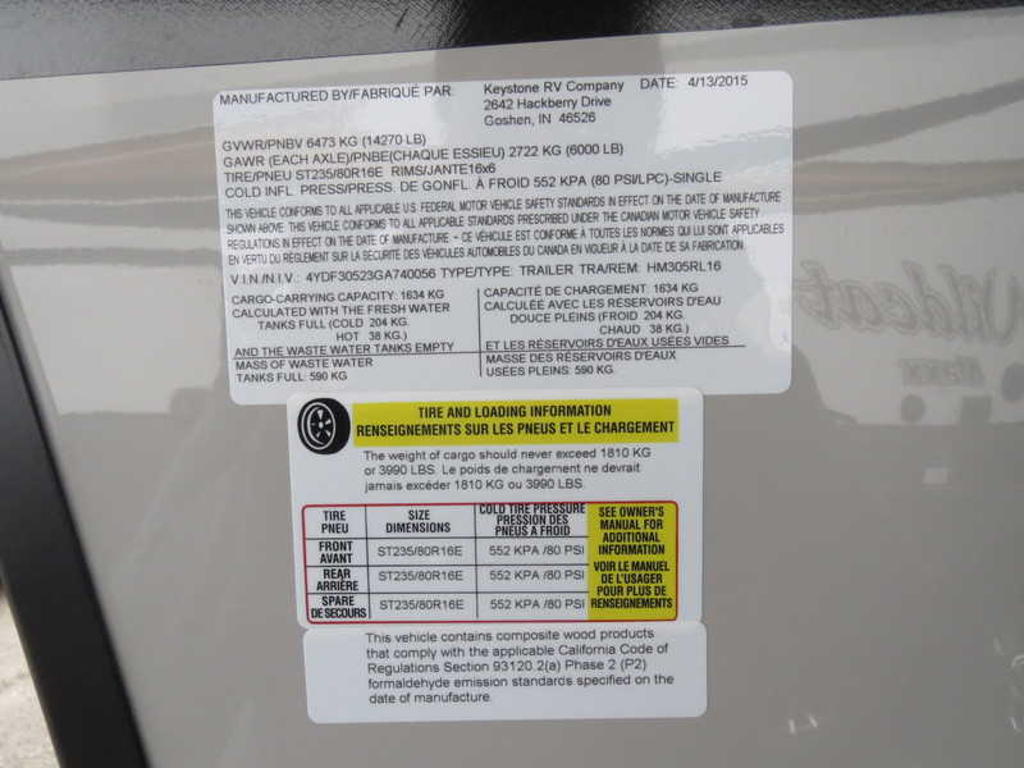 MANUFACTURED BY/FABRIQUÉ PAR: Keystone RV Company DATE: 4/13/2015
2642 Hackberry Drive
Goshen, IN 46526
GVWR/PNBV 6473 KG (14270 LB)
GAWR (EACH AXLE)/PNBE(CHAQUE ESSIEU) 2722 KG (6000 LB)
TIRE/PNEU ST235/80R16E RIMS/JANTE16x6
COLD INFL. PRESS/PRESS. DE GONFL. À FROID 552 KPA (80 PSI/LPC)-SINGLE
THIS VEHICLE CONFORMS TO ALL APPLICABLE U.S. FEDERAL MOTOR VEHICLE SAFETY STANDARDS IN EFFECT ON THE DATE OF MANUFACTURE
SHOWN ABOVE. THIS VEHICLE CONFORMS TO ALL APPLICABLE STANDARDS PRESCRIBED UNDER THE CANADIAN MOTOR VEHICLE SAFETY
REGULATIONS IN EFFECT ON THE DATE OF MANUFACTURE - CE VÉHICULE EST CONFORME À TOUTES LES NORMES QUI LUI SONT APPLICABLES
EN VERTU DU RÈGLEMENT SUR LA SÉCURITÉ DES VÉHICULES AUTOMOBILES DU CANADA EN VIGUEUR À LA DATE DE SA FABRICATION.
V.I.N./N.I.V.: 4YDF30523GA740056 TYPE/TYPE: TRAILER TRA/REM: HM305RL16
CARGO-CARRYING CAPACITY: 1634 KG
CALCULATED WITH THE FRESH WATER
TANKS FULL (COLD 204 KG.
HOT 38 KG.)
AND THE WASTE WATER TANKS EMPTY
MASS OF WASTE WATER
TANKS FULL: 590 KG
CAPACITÉ DE CHARGEMENT: 1634 KG
CALCULÉE AVEC LES RÉSERVOIRS D'EAU
DOUCE PLEINS (FROID 204 KG.
CHAUD 38 KG.)
ET LES RÉSERVOIRS D'EAUX USÉES VIDES
MASSE DES RÉSERVOIRS D'EAUX
USÉES PLEINS: 590 KG.
TIRE AND LOADING INFORMATION
RENSEIGNEMENTS SUR LES PNEUS ET LE CHARGEMENT
The weight of cargo should never exceed 1810 KG
or 3990 LBS. Le poids de chargement ne devrait
jamais excéder 1810 KG ou 3990 LBS.
TIRE
PNEU
SIZE
DIMENSIONS
COLD TIRE PRESSURE
PRESSION DES
PNEUS A FROID
FRONT
AVANT
ST235/80R16E
552 KPA /80 PSI
REAR
ARRIÈRE
ST235/80R16E
552 KPA /80 PSI
SPARE
DE SECOURS
ST235/80R16E
552 KPA /80 PSI
SEE OWNER'S
MANUAL FOR
ADDITIONAL
INFORMATION
VOIR LE MANUEL
DE L'USAGER
POUR PLUS DE
RENSEIGNEMENTS
This vehicle contains composite wood products
that comply with the applicable California Code of
Regulations Section 93120.2(a) Phase 2 (P2)
formaldehyde emission standards specified on the
date of manufacture.
Wildcat
MAXX